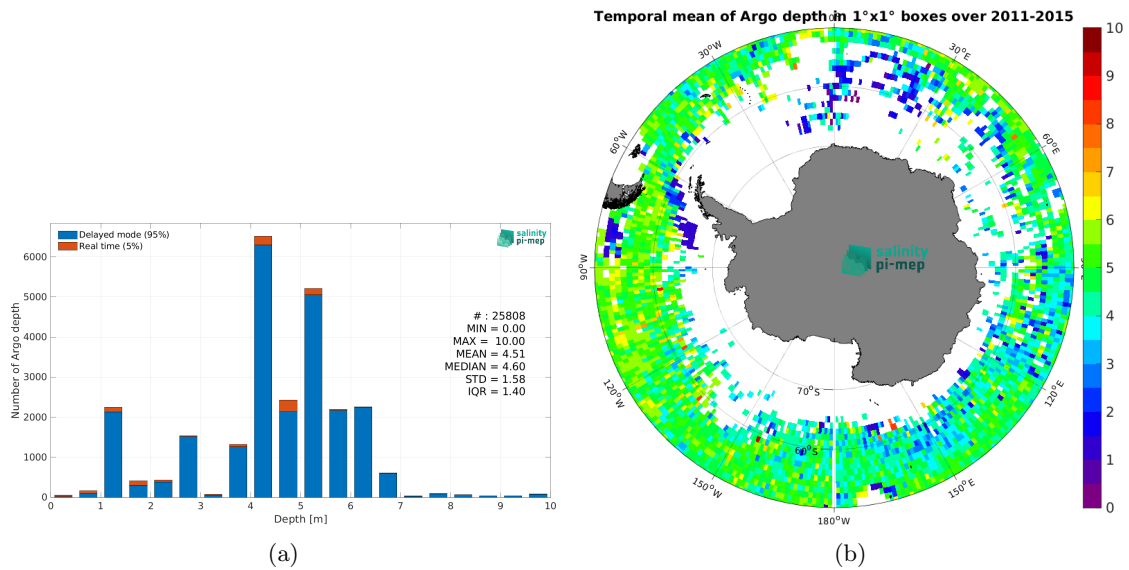 Delayed mode (95%)
Real time (5%)
salinity
pi-mep
6000
5000
4000
3000
2000
1000
0
Number of Argo depth
# : 25808
MIN = 0.00
MAX = 10.00
MEAN = 4.51
MEDIAN = 4.60
STD = 1.58
IQR = 1.40
0 1 2 3 4 5 6 7 8 9 10
Depth [m]
(a)
Temporal mean of Argo depth in 1°x1° boxes over 2011-2015
30°W
30°E
60°W
60°E
90°W
salinity
pi-mep
120°W
120°E
70°S
60°S
150°W
150°E
180°W
10
9
8
7
6
5
4
3
2
1
0
(b)